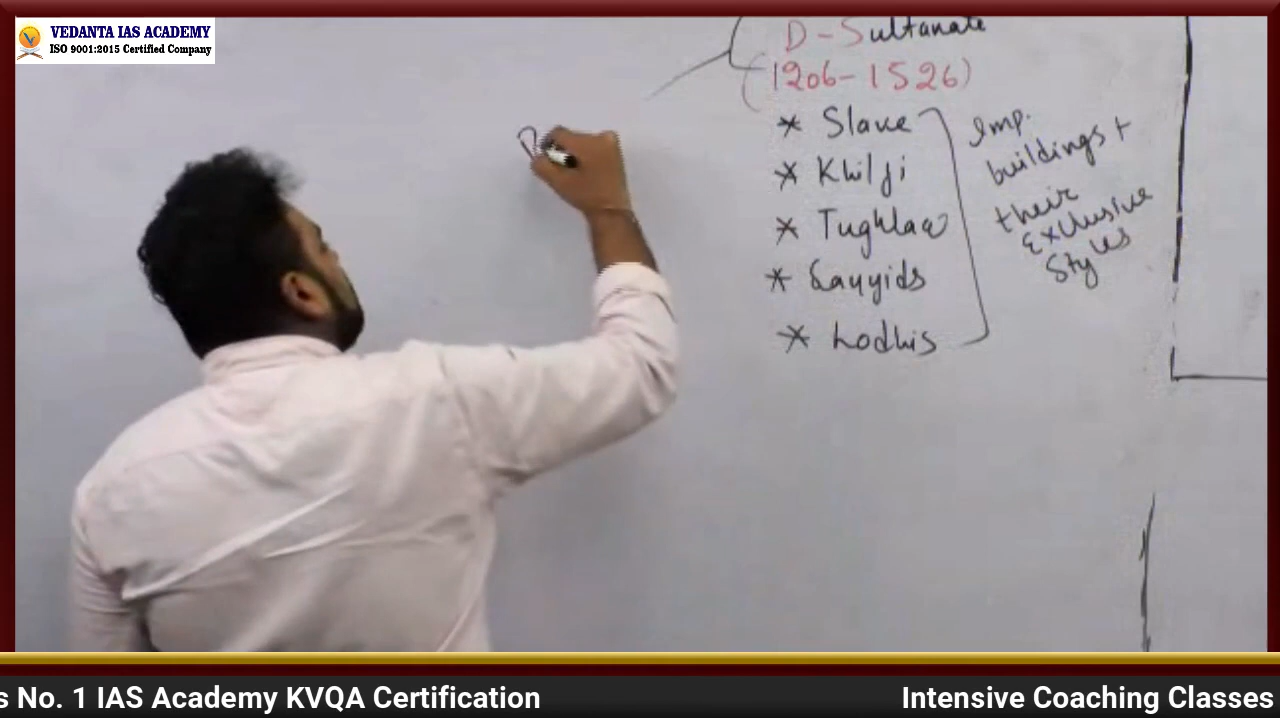 VEDANTA IAS ACADEMY
ISO 9001:2015 Certified Company
D - Sultanate
(1206-1526)
* Slave
* Khilji
* Tughlaq
* Sayyids
* Lodhis
Imp.
buildings +
their
Exclusive
Styles
s No. 1 IAS Academy KVQA Certification
Intensive Coaching Classes